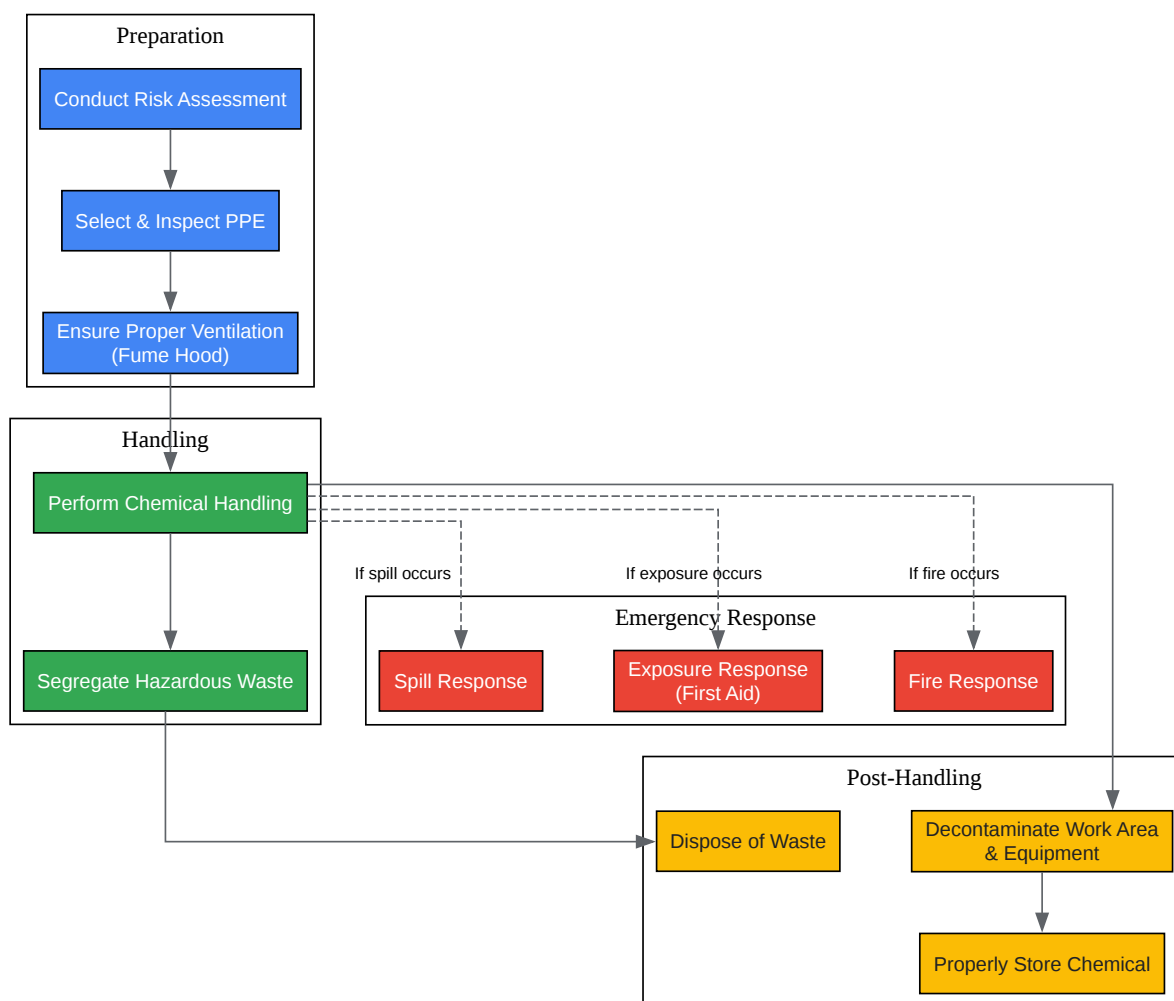 Preparation
Conduct Risk Assessment
Select & Inspect PPE
Ensure Proper Ventilation
(Fume Hood)
Handling
Perform Chemical Handling
Segregate Hazardous Waste
If spill occurs
If exposure occurs
If fire occurs
Emergency Response
Spill Response
Exposure Response
(First Aid)
Fire Response
Post-Handling
Dispose of Waste
Decontaminate Work Area
& Equipment
Properly Store Chemical